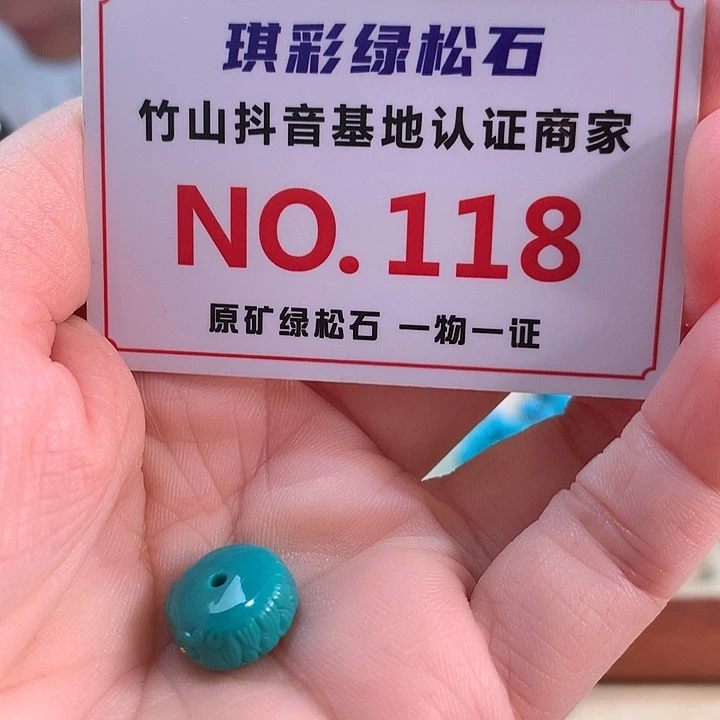 琪彩绿松石
竹山抖音基地认证商家
NO.118
原矿绿松石 一物一证